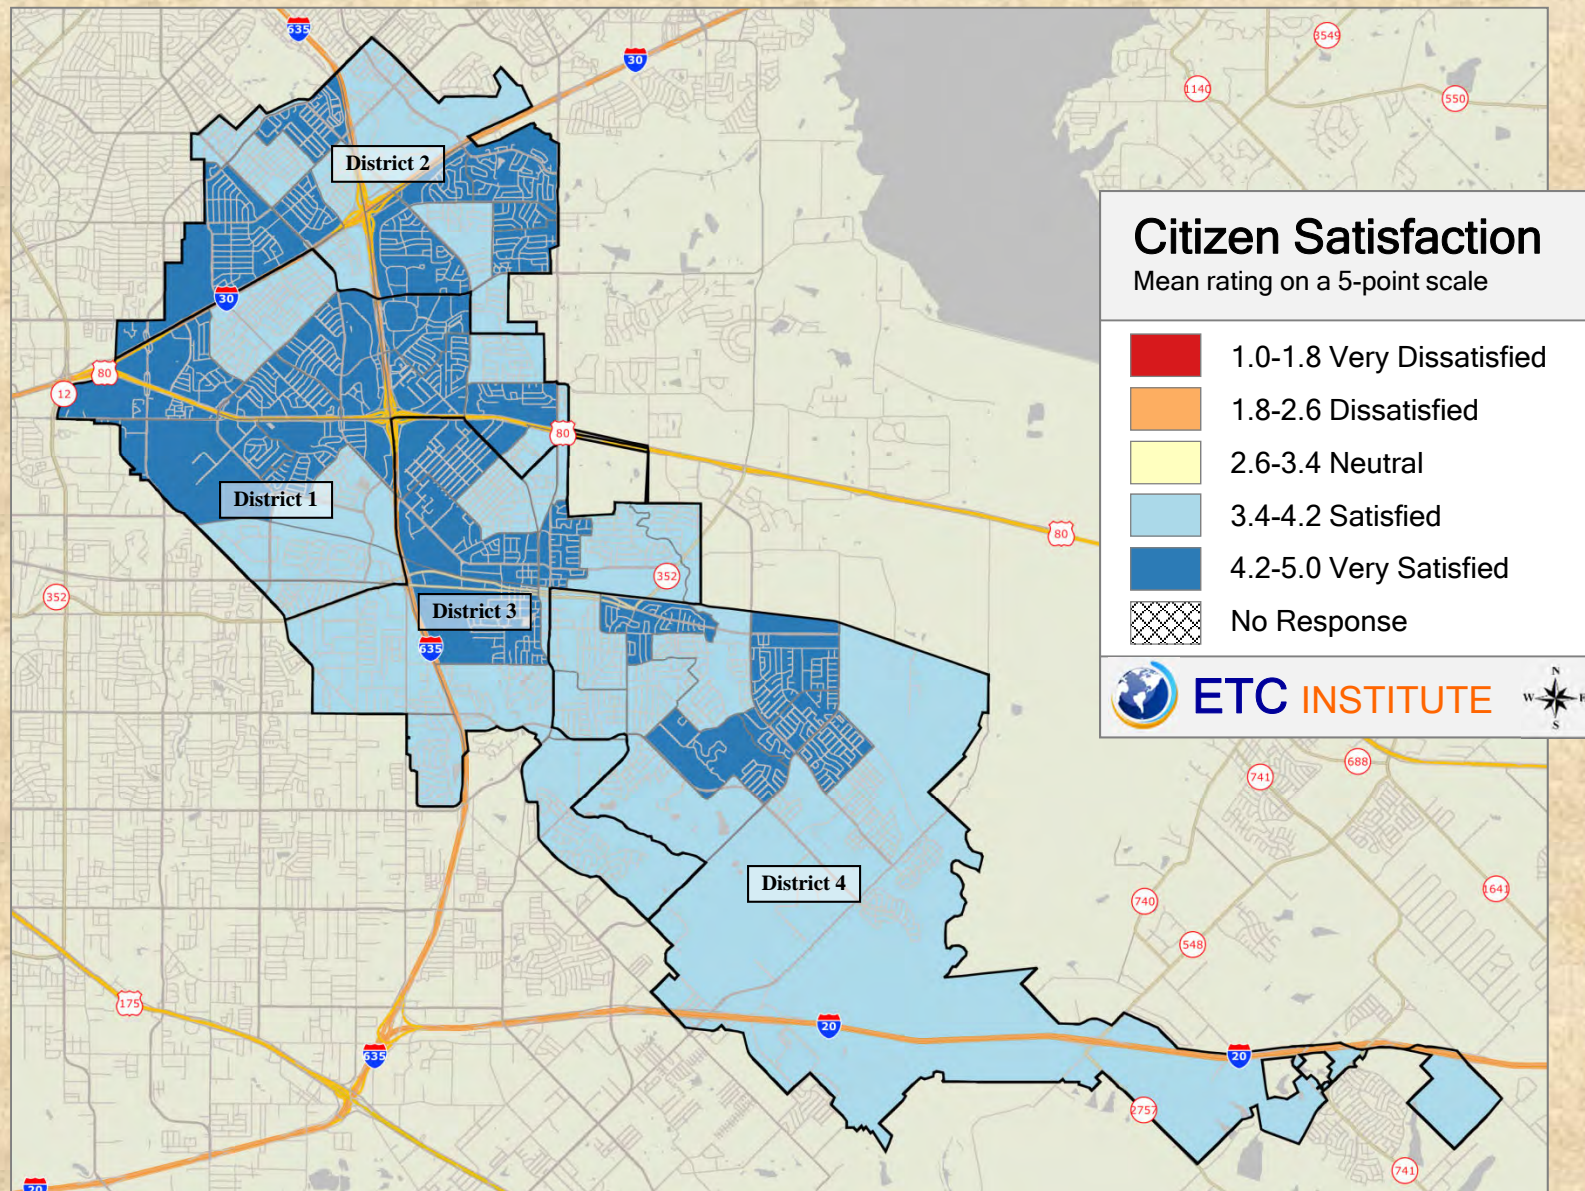 635
30
3549
1140
550
District 2
Citizen Satisfaction
Mean rating on a 5-point scale
30
1.0-1.8 Very Dissatisfied
80
12
1.8-2.6 Dissatisfied
80
2.6-3.4 Neutral
District 1
3.4-4.2 Satisfied
80
352
352
4.2-5.0 Very Satisfied
District 3
No Response
635
ETC INSTITUTE
N
W
E
S
688
741
District 4
1641
740
548
175
20
635
20
2757
741
20